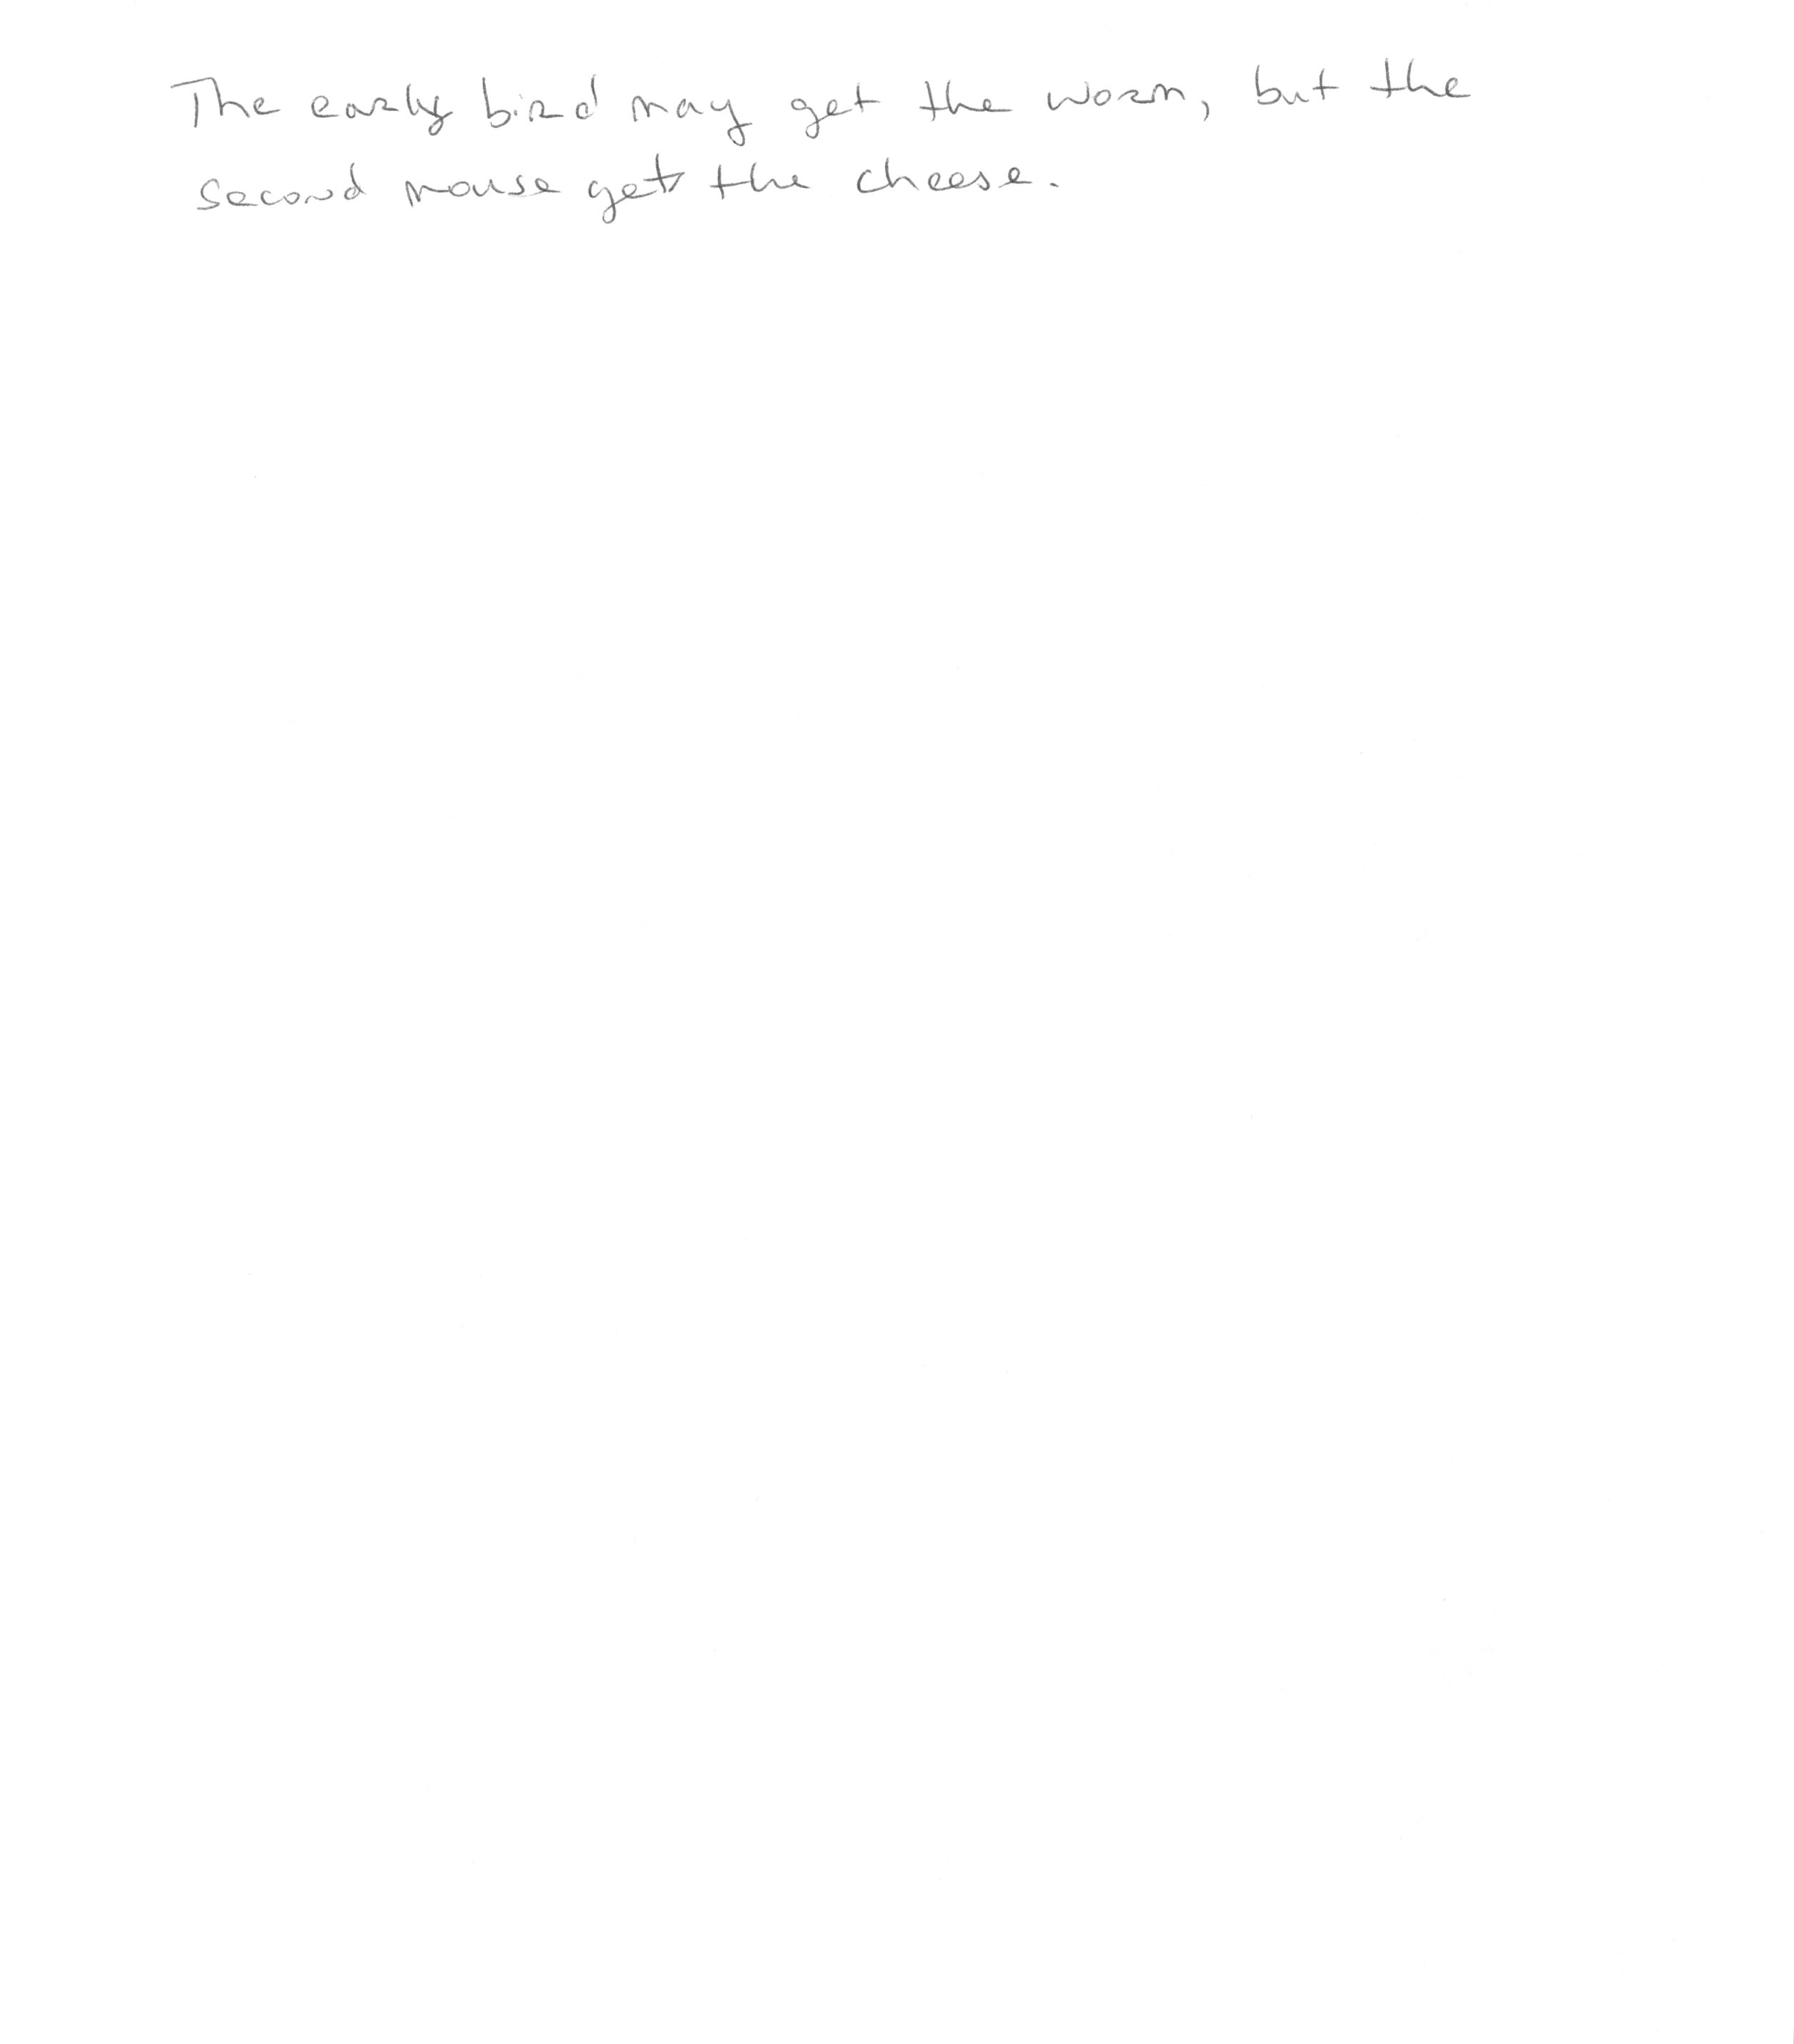 The early bird may get the worm, but the
second mouse gets the cheese.